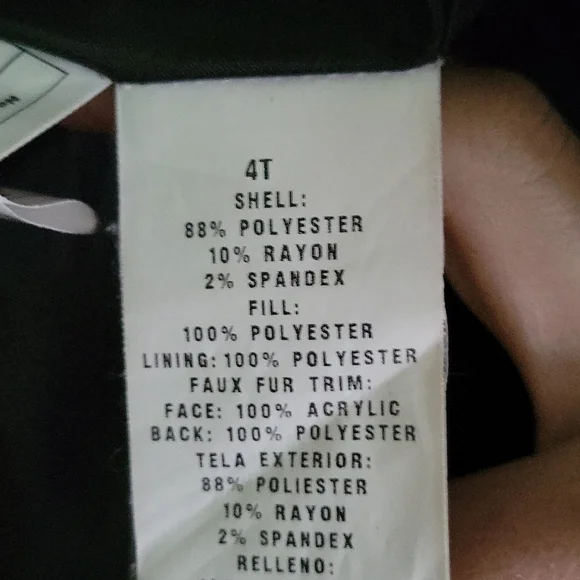 4T
SHELL:
88% POLYESTER
10% RAYON
2% SPANDEX
FILL:
100% POLYESTER
LINING: 100% POLYESTER
FAUX FUR TRIM:
FACE: 100% ACRYLIC
BACK: 100% POLYESTER
TELA EXTERIOR:
88% POLIESTER
10% RAYON
2% SPANDEX
RELLENO: